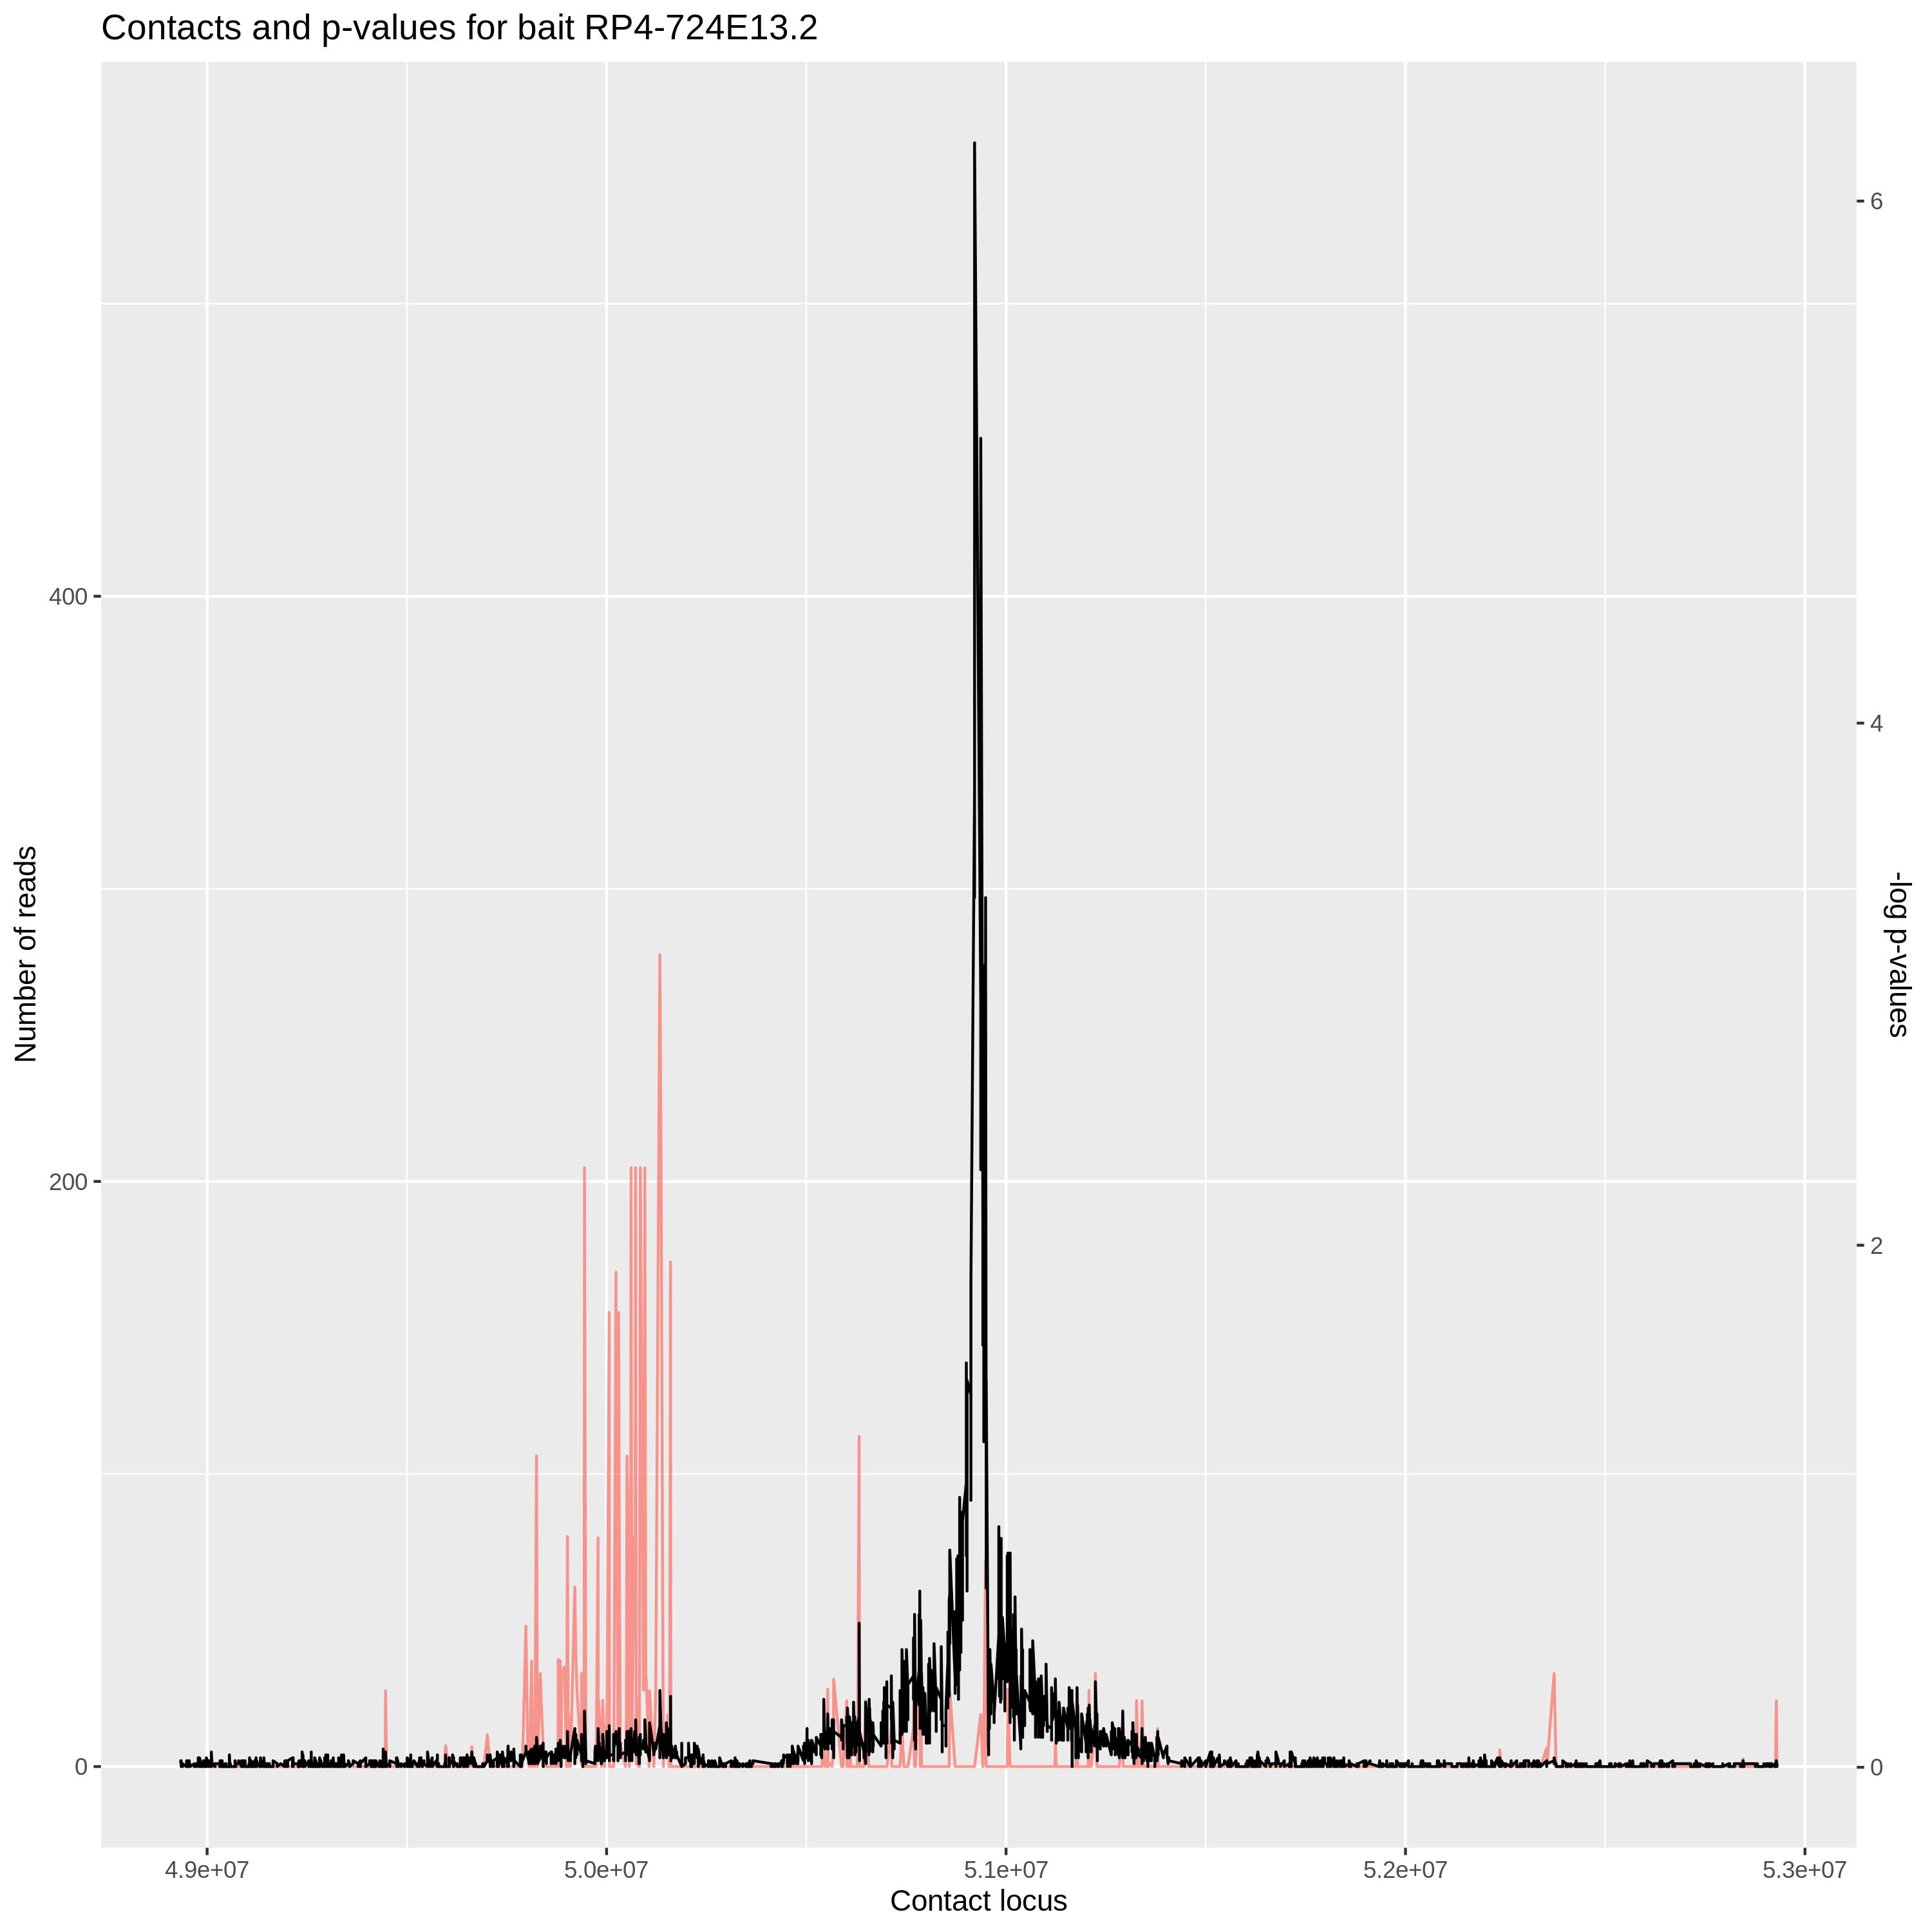 Contacts and p-values for bait RP4-724E13.2
Number of reads
400
200
0
6
4
2
0
-log p-values
4.9e+07
5.0e+07
5.1e+07
5.2e+07
5.3e+07
Contact locus